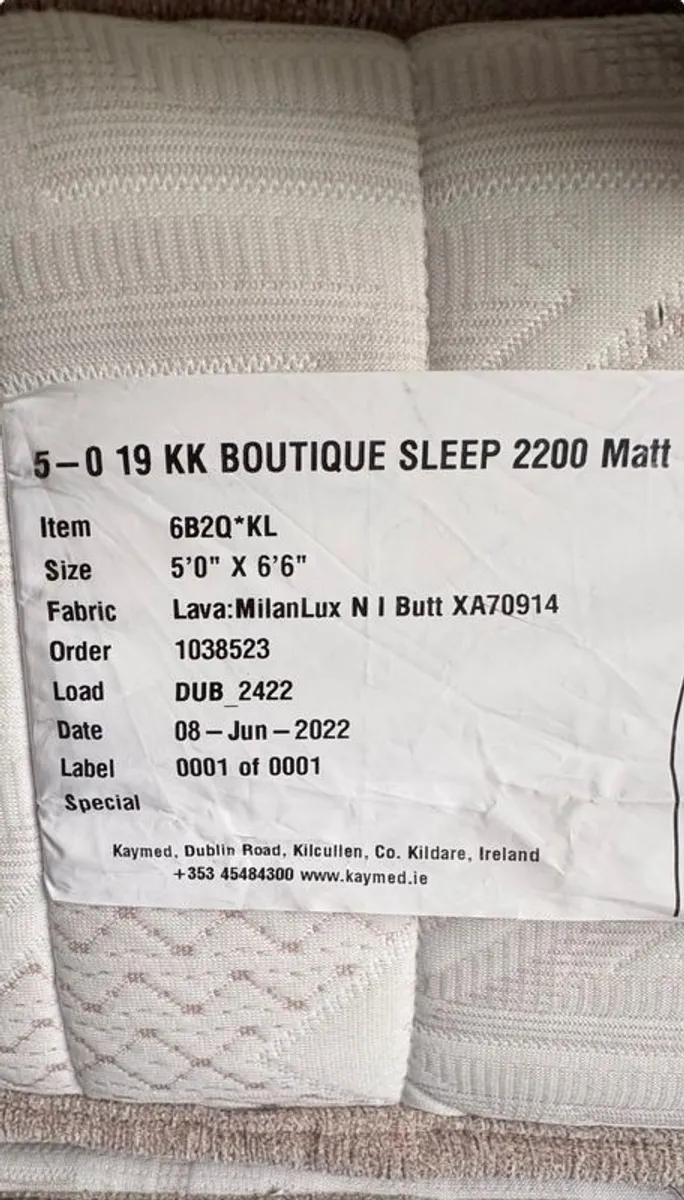 5-0 19 KK BOUTIQUE SLEEP 2200 Matt
Item 6B2Q*KL
Size 5'0" X 6'6"
Fabric Lava:MilanLux N I Butt XA70914
Order 1038523
Load DUB_2422
Date 08-Jun-2022
Label 0001 of 0001
Special
Kaymed, Dublin Road, Kilcullen, Co. Kildare, Ireland
+353 45484300 www.kaymed.ie